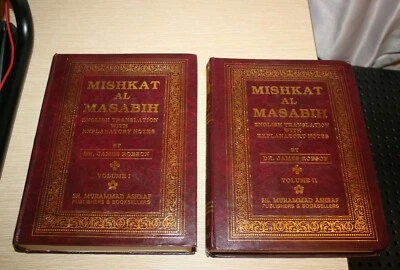 MISHKAT
AL
MASABIH
ENGLISH TRANSLATION
WITH
EXPLANATORY NOTES
BY
DR. JAMES ROBSON
VOLUME I
SH. MUHAMMAD ASHRAF
PUBLISHERS & BOOKSELLERS
MISHKAT
AL
MASABIH
ENGLISH TRANSLATION
WITH
EXPLANATORY NOTES
BY
DR. JAMES ROBSON
VOLUME II
SH. MUHAMMAD ASHRAF
PUBLISHERS & BOOKSELLERS